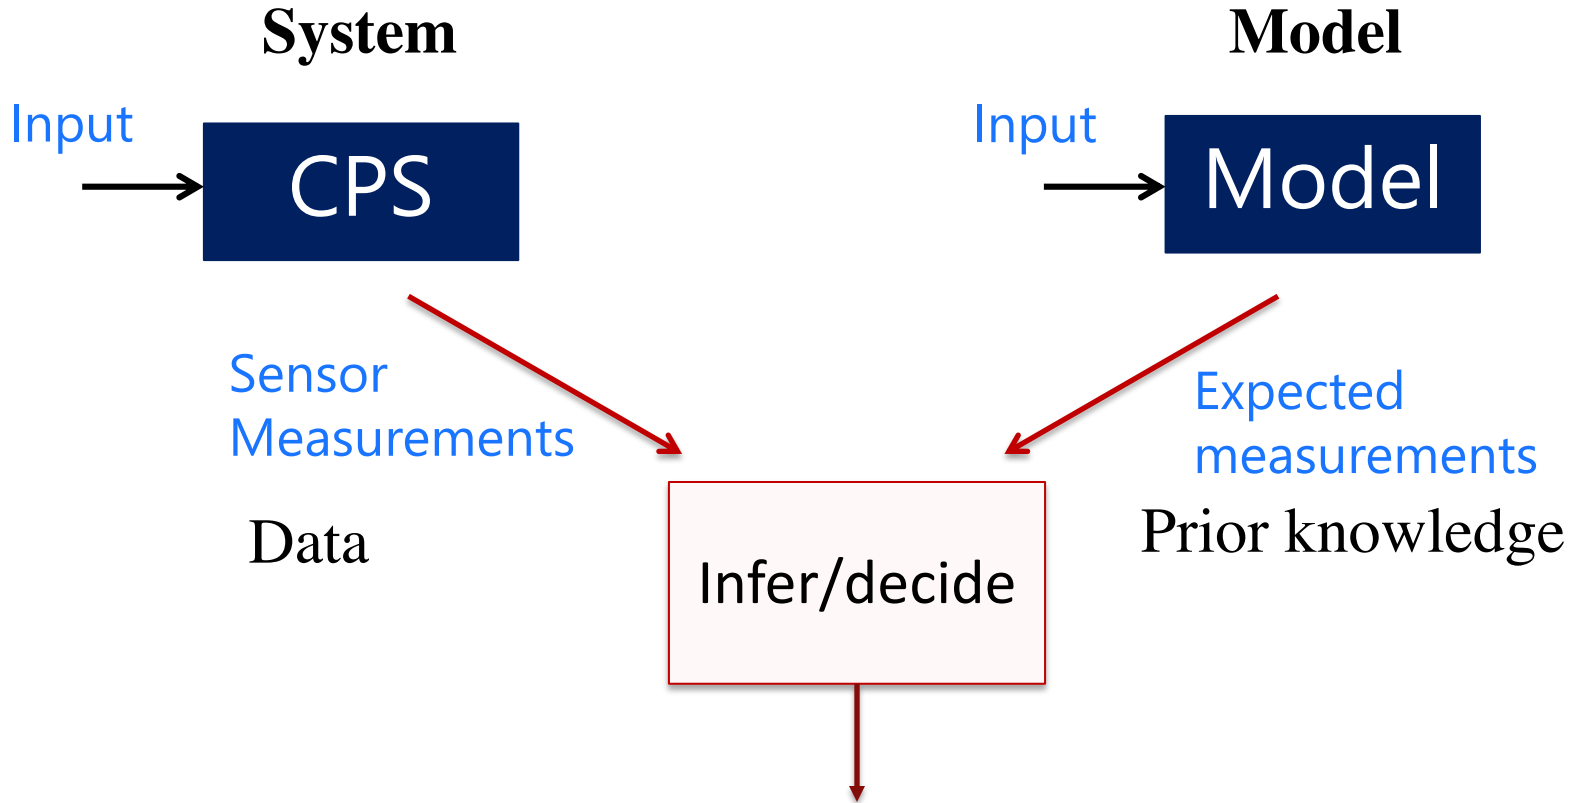 System
Model
Input
CPS
Input
Model
Sensor
Measurements
Expected
measurements
Data
Prior knowledge
Infer/decide